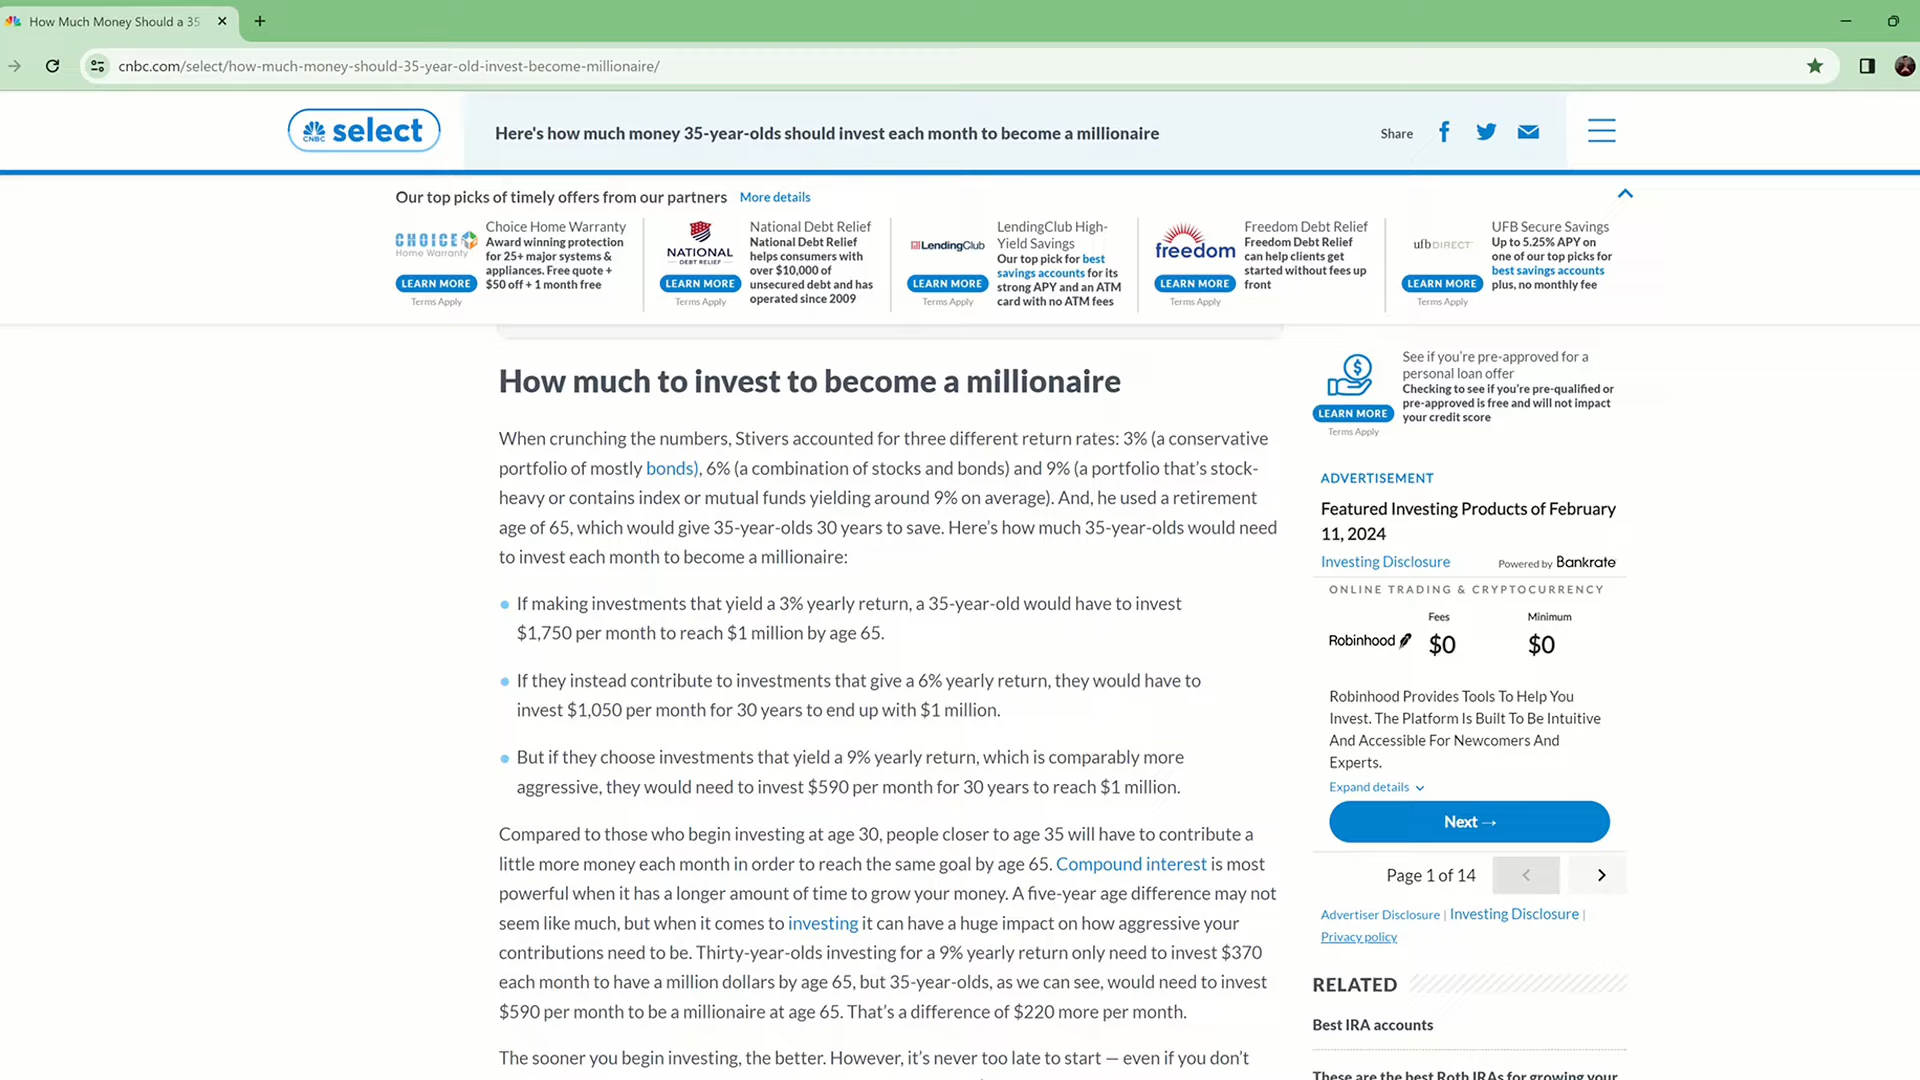 How Much Money Should a 35
cnbc.com/select/how-much-money-should-35-year-old-invest-become-millionaire/
CNBC select
Here's how much money 35-year-olds should invest each month to become a millionaire
Share
Our top picks of timely offers from our partners More details
CHOICE
Home Warranty
LEARN MORE
Terms Apply
Choice Home Warranty
Award winning protection
for 25+ major systems &
appliances. Free quote +
$50 off + 1 month free
NATIONAL
DEBT RELIEF
LEARN MORE
Terms Apply
National Debt Relief
National Debt Relief
helps consumers with
over $10,000 of
unsecured debt and has
operated since 2009
LendingClub
LEARN MORE
Terms Apply
LendingClub High-
Yield Savings
Our top pick for best
savings accounts for its
strong APY and an ATM
card with no ATM fees
freedom
LEARN MORE
Terms Apply
Freedom Debt Relief
Freedom Debt Relief
can help clients get
started without fees up
front
ufb DIRECT
LEARN MORE
Terms Apply
UFB Secure Savings
Up to 5.25% APY on
one of our top picks for
best savings accounts
plus, no monthly fee
How much to invest to become a millionaire
When crunching the numbers, Stivers accounted for three different return rates: 3% (a conservative
portfolio of mostly bonds), 6% (a combination of stocks and bonds) and 9% (a portfolio that's stock-
heavy or contains index or mutual funds yielding around 9% on average). And, he used a retirement
age of 65, which would give 35-year-olds 30 years to save. Here's how much 35-year-olds would need
to invest each month to become a millionaire:
If making investments that yield a 3% yearly return, a 35-year-old would have to invest
$1,750 per month to reach $1 million by age 65.
If they instead contribute to investments that give a 6% yearly return, they would have to
invest $1,050 per month for 30 years to end up with $1 million.
But if they choose investments that yield a 9% yearly return, which is comparably more
aggressive, they would need to invest $590 per month for 30 years to reach $1 million.
Compared to those who begin investing at age 30, people closer to age 35 will have to contribute a
little more money each month in order to reach the same goal by age 65. Compound interest is most
powerful when it has a longer amount of time to grow your money. A five-year age difference may not
seem like much, but when it comes to investing it can have a huge impact on how aggressive your
contributions need to be. Thirty-year-olds investing for a 9% yearly return only need to invest $370
each month to have a million dollars by age 65, but 35-year-olds, as we can see, would need to invest
$590 per month to be a millionaire at age 65. That's a difference of $220 more per month.
The sooner you begin investing, the better. However, it's never too late to start — even if you don't
LEARN MORE
Terms Apply
See if you're pre-approved for a
personal loan offer
Checking to see if you're pre-qualified or
pre-approved is free and will not impact
your credit score
ADVERTISEMENT
Featured Investing Products of February
11, 2024
Investing Disclosure Powered by Bankrate
ONLINE TRADING & CRYPTOCURRENCY
Fees Minimum
Robinhood $0 $0
Robinhood Provides Tools To Help You
Invest. The Platform Is Built To Be Intuitive
And Accessible For Newcomers And
Experts.
Expand details
Next →
Page 1 of 14
Advertiser Disclosure | Investing Disclosure |
Privacy policy
RELATED
Best IRA accounts
These are the best Roth IRAs for growing your